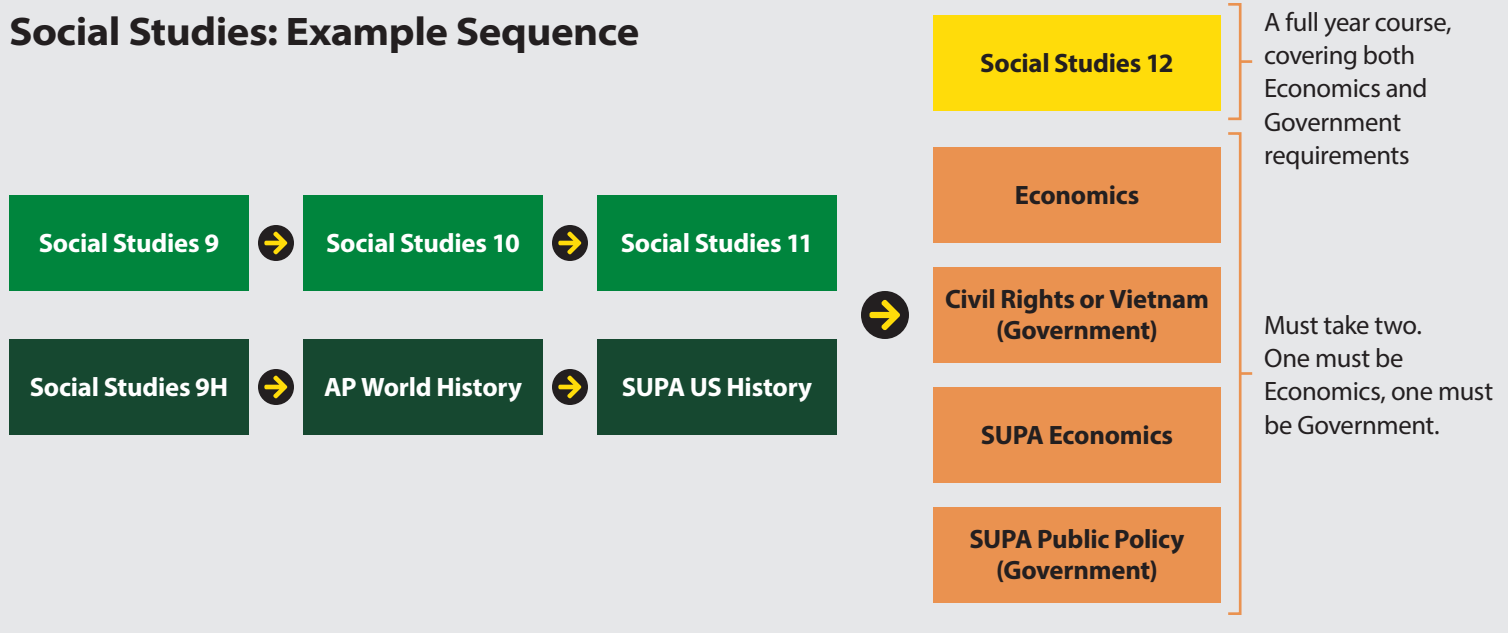 Social Studies: Example Sequence
Social Studies 9
Social Studies 10
Social Studies 11
Social Studies 9H
AP World History
SUPA US History
Social Studies 12
A full year course,
covering both
Economics and
Government
requirements
Economics
Civil Rights or Vietnam
(Government)
SUPA Economics
SUPA Public Policy
(Government)
Must take two.
One must be
Economics, one must
be Government.